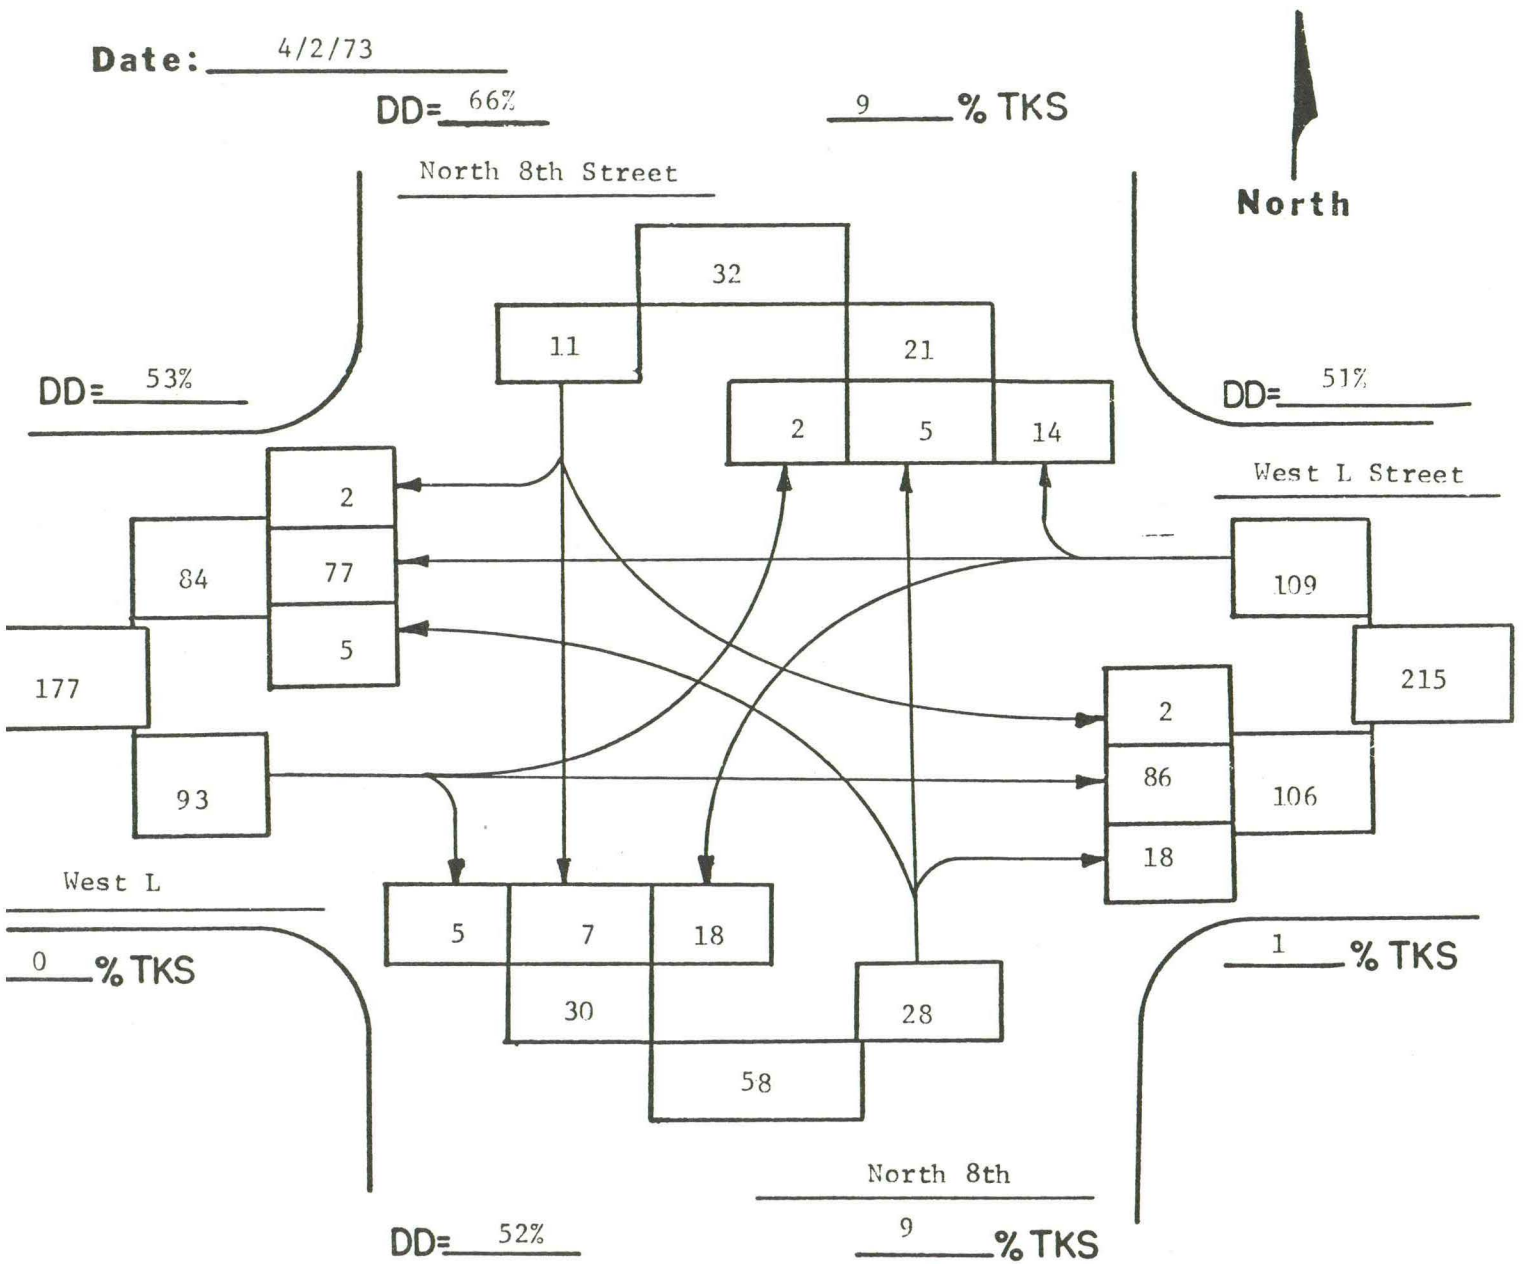 Date: 4/2/73
DD= 66%
9 % TKS
North 8th Street
North
32
11
21
DD= 53%
DD= 51%
2 5 14
West L Street
2
84
77
109
5
177
215
2
93
86
106
18
West L
5 7 18
0 % TKS
1 % TKS
30
28
58
North 8th
DD= 52%
9 % TKS